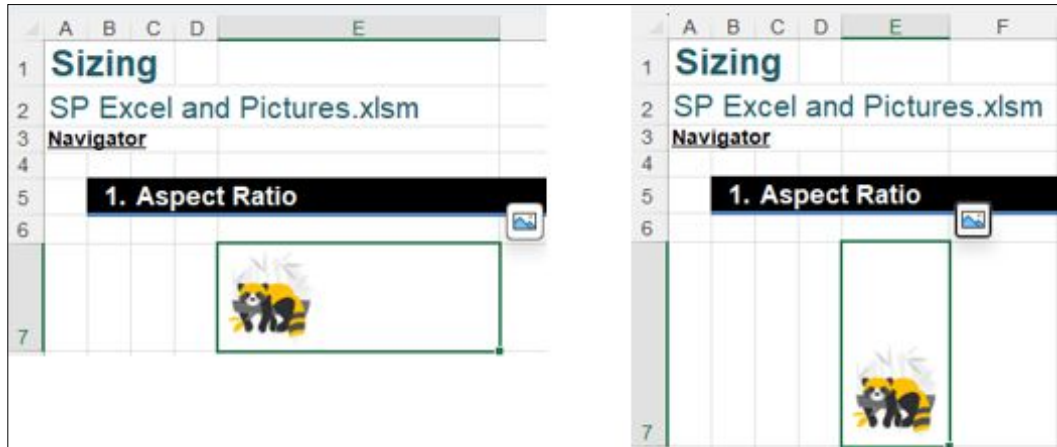 A B C D E
1 Sizing
2 SP Excel and Pictures.xlsm
3 Navigator
4
5 1. Aspect Ratio
6
7
A B C D E F
1 Sizing
2 SP Excel and Pictures.xlsm
3 Navigator
4
5 1. Aspect Ratio
6
7